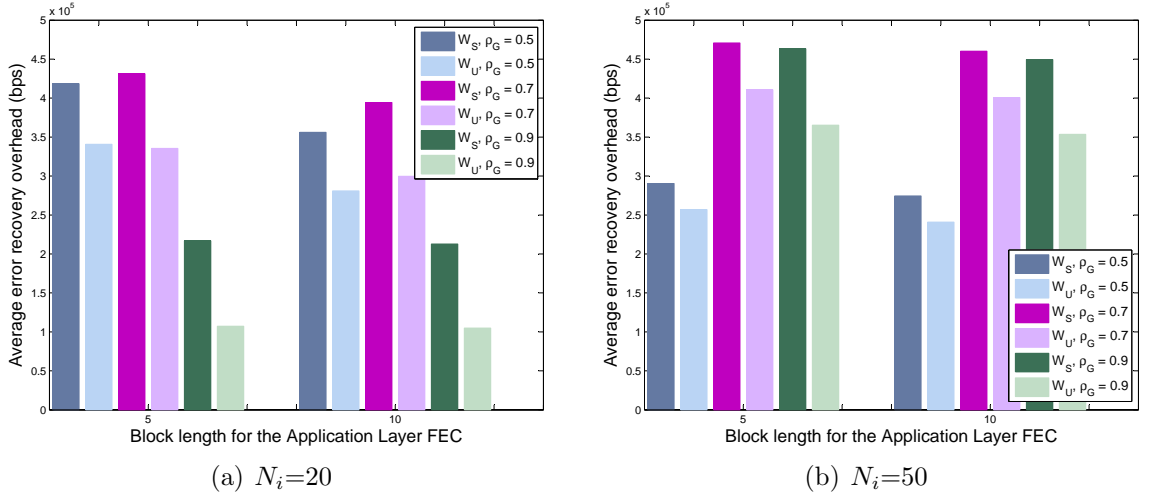 × 10⁵
5
4.5
4
3.5
3
2.5
2
1.5
1
0.5
0
Average error recovery overhead (bps)
W_S, ρ_G = 0.5
W_U, ρ_G = 0.5
W_S, ρ_G = 0.7
W_U, ρ_G = 0.7
W_S, ρ_G = 0.9
W_U, ρ_G = 0.9
5
10
Block length for the Application Layer FEC
(a) N_i=20
× 10⁵
5
4.5
4
3.5
3
2.5
2
1.5
1
0.5
0
Average error recovery overhead (bps)
W_S, ρ_G = 0.5
W_U, ρ_G = 0.5
W_S, ρ_G = 0.7
W_U, ρ_G = 0.7
W_S, ρ_G = 0.9
W_U, ρ_G = 0.9
5
10
Block length for the Application Layer FEC
(b) N_i=50